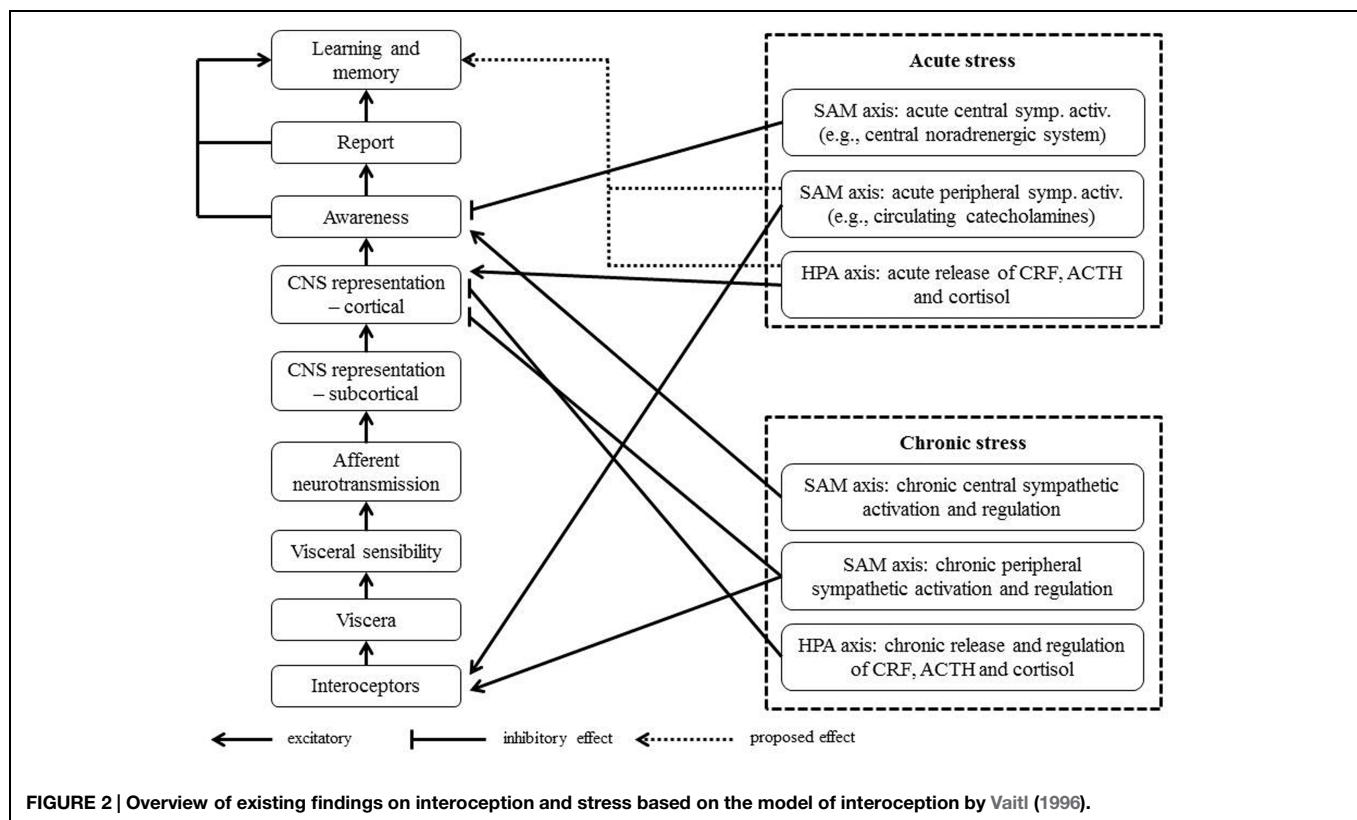 Learning and
memory
Report
Awareness
CNS representation
– cortical
CNS representation
– subcortical
Afferent
neurotransmission
Visceral sensibility
Viscera
Interoceptors
Acute stress
SAM axis: acute central symp. activ.
(e.g., central noradrenergic system)
SAM axis: acute peripheral symp. activ.
(e.g., circulating catecholamines)
HPA axis: acute release of CRF, ACTH
and cortisol
Chronic stress
SAM axis: chronic central sympathetic
activation and regulation
SAM axis: chronic peripheral
sympathetic activation and regulation
HPA axis: chronic release and regulation
of CRF, ACTH and cortisol
excitatory
inhibitory effect
proposed effect
FIGURE 2 | Overview of existing findings on interoception and stress based on the model of interoception by Vaitl (1996).